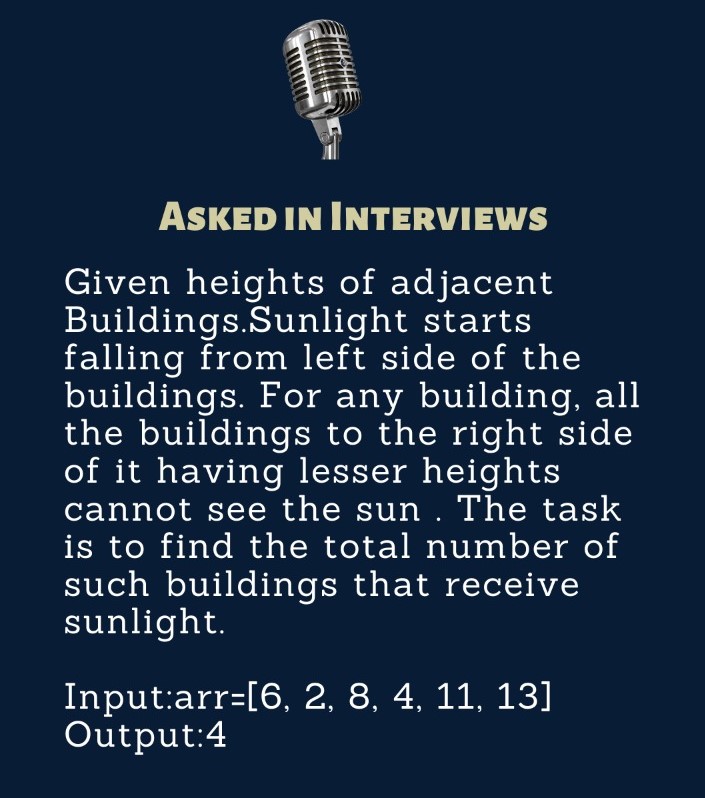 Asked in Interviews
Given heights of adjacent
Buildings.Sunlight starts
falling from left side of the
buildings. For any building, all
the buildings to the right side
of it having lesser heights
cannot see the sun . The task
is to find the total number of
such buildings that receive
sunlight.
Input:arr=[6, 2, 8, 4, 11, 13]
Output:4